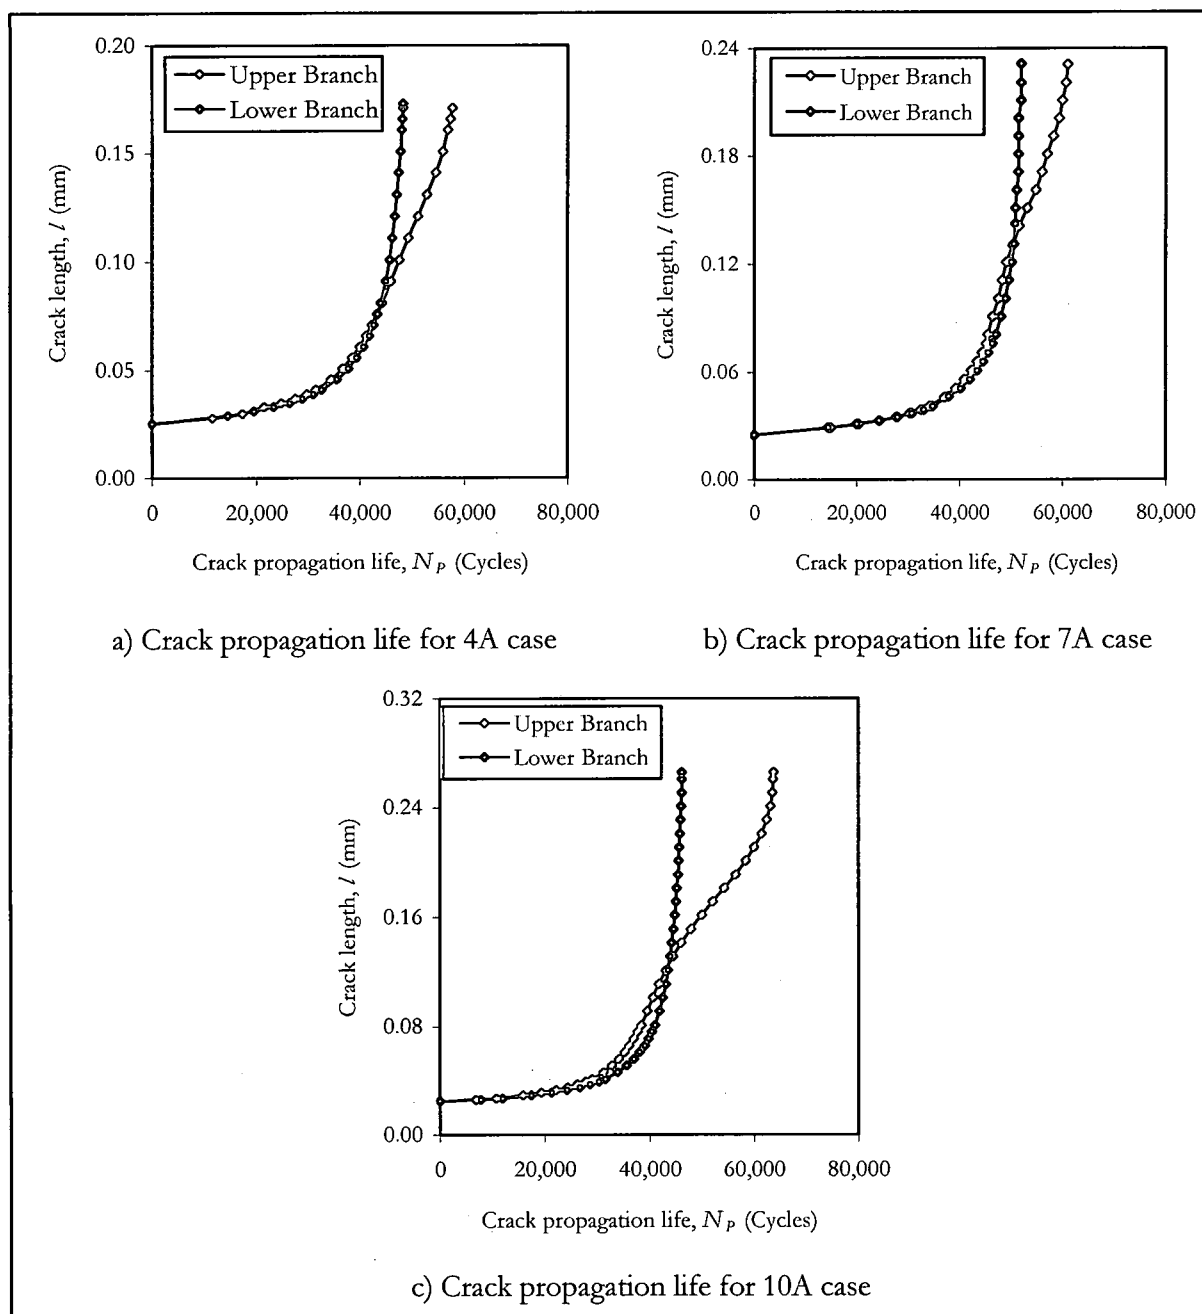 0.20
0.15
0.10
0.05
0.00
Crack length, l (mm)
Upper Branch
Lower Branch
0 20,000 40,000 60,000 80,000
Crack propagation life, N_P (Cycles)
a) Crack propagation life for 4A case
0.24
0.18
0.12
0.06
0.00
Crack length, l (mm)
Upper Branch
Lower Branch
0 20,000 40,000 60,000 80,000
Crack propagation life, N_P (Cycles)
b) Crack propagation life for 7A case
0.32
0.24
0.16
0.08
0.00
Crack length, l (mm)
Upper Branch
Lower Branch
0 20,000 40,000 60,000 80,000
Crack propagation life, N_P (Cycles)
c) Crack propagation life for 10A case